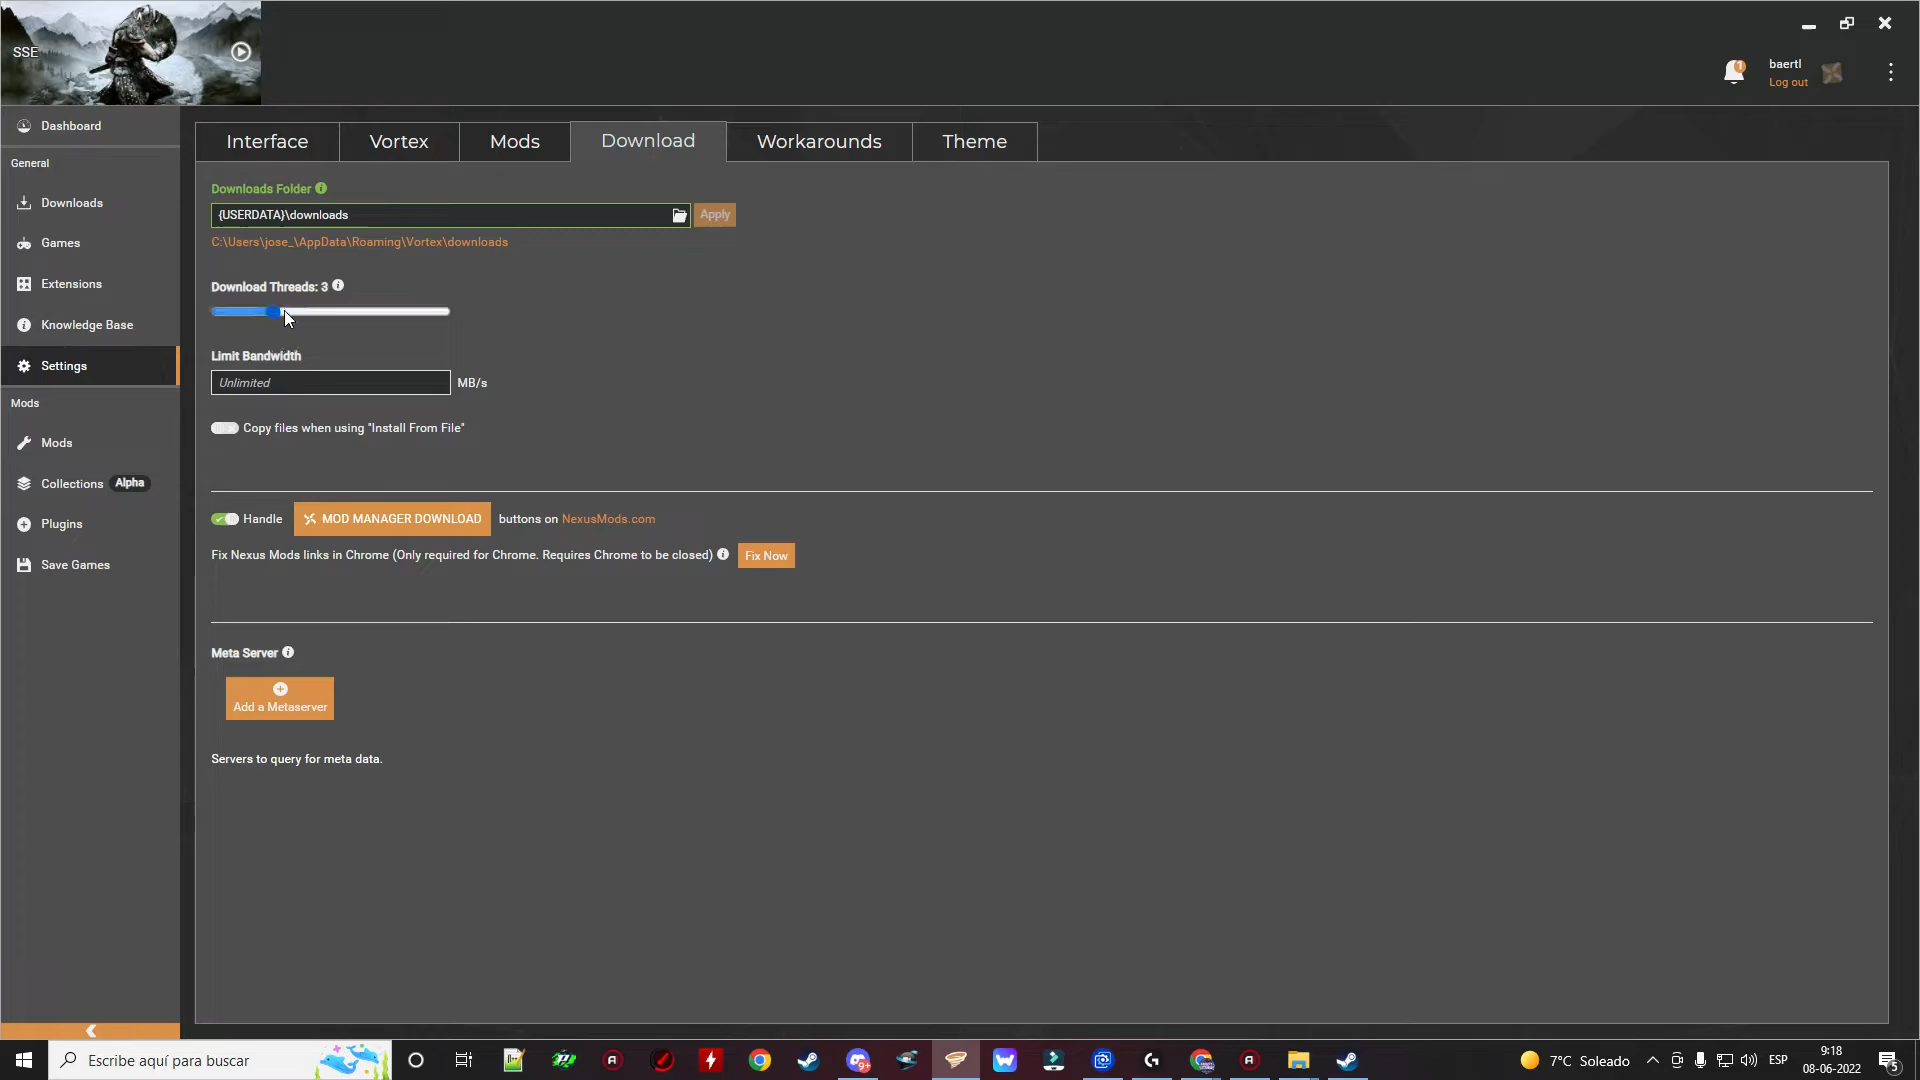 SSE
baertl
Log out
Dashboard
General
Downloads
Games
Extensions
Knowledge Base
Settings
Mods
Mods
Collections Alpha
Plugins
Save Games
Interface Vortex Mods Download Workarounds Theme
Downloads Folder
{USERDATA}\downloads Apply
C:\Users\jose_\AppData\Roaming\Vortex\downloads
Download Threads: 3
Limit Bandwidth
Unlimited MB/s
Copy files when using "Install From File"
Handle MOD MANAGER DOWNLOAD buttons on NexusMods.com
Fix Nexus Mods links in Chrome (Only required for Chrome. Requires Chrome to be closed) Fix Now
Meta Server
Add a Metaserver
Servers to query for meta data.
Escribe aquí para buscar
9+
7°C Soleado
ESP
9:18
08-06-2022
5